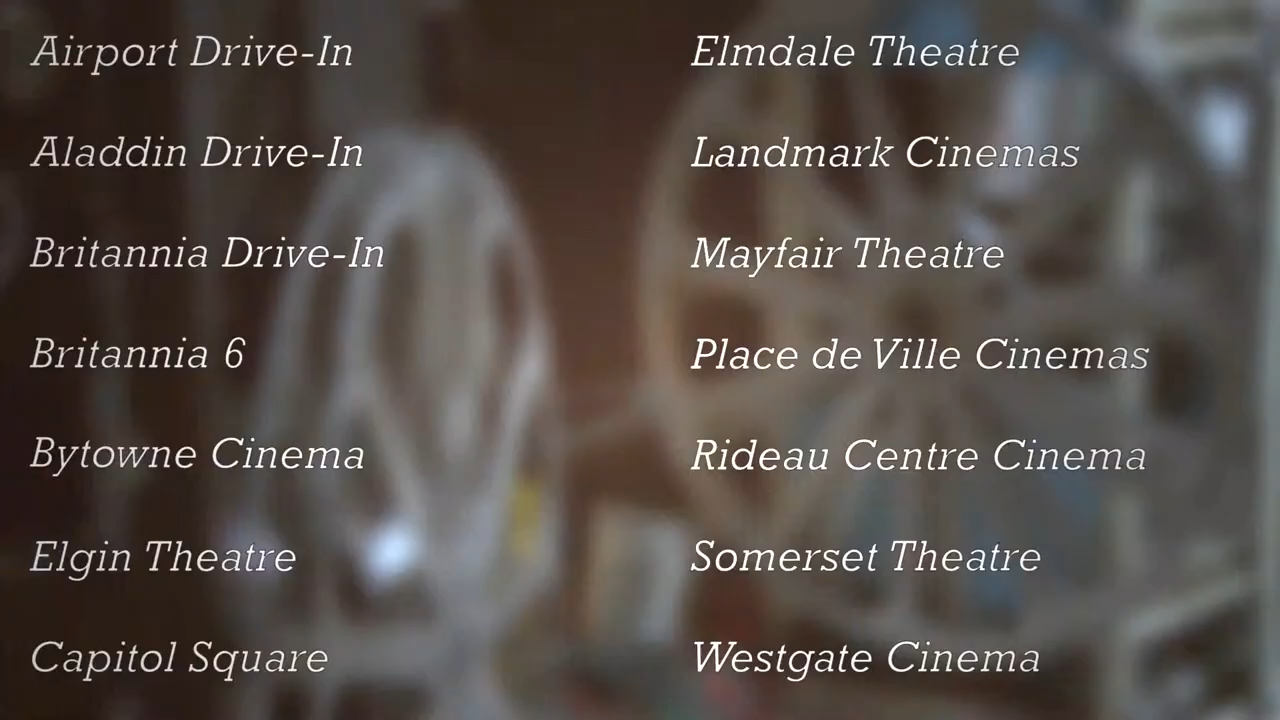 Airport Drive-In
Aladdin Drive-In
Britannia Drive-In
Britannia 6
Bytowne Cinema
Elgin Theatre
Capitol Square
Elmdale Theatre
Landmark Cinemas
Mayfair Theatre
Place de Ville Cinemas
Rideau Centre Cinema
Somerset Theatre
Westgate Cinema